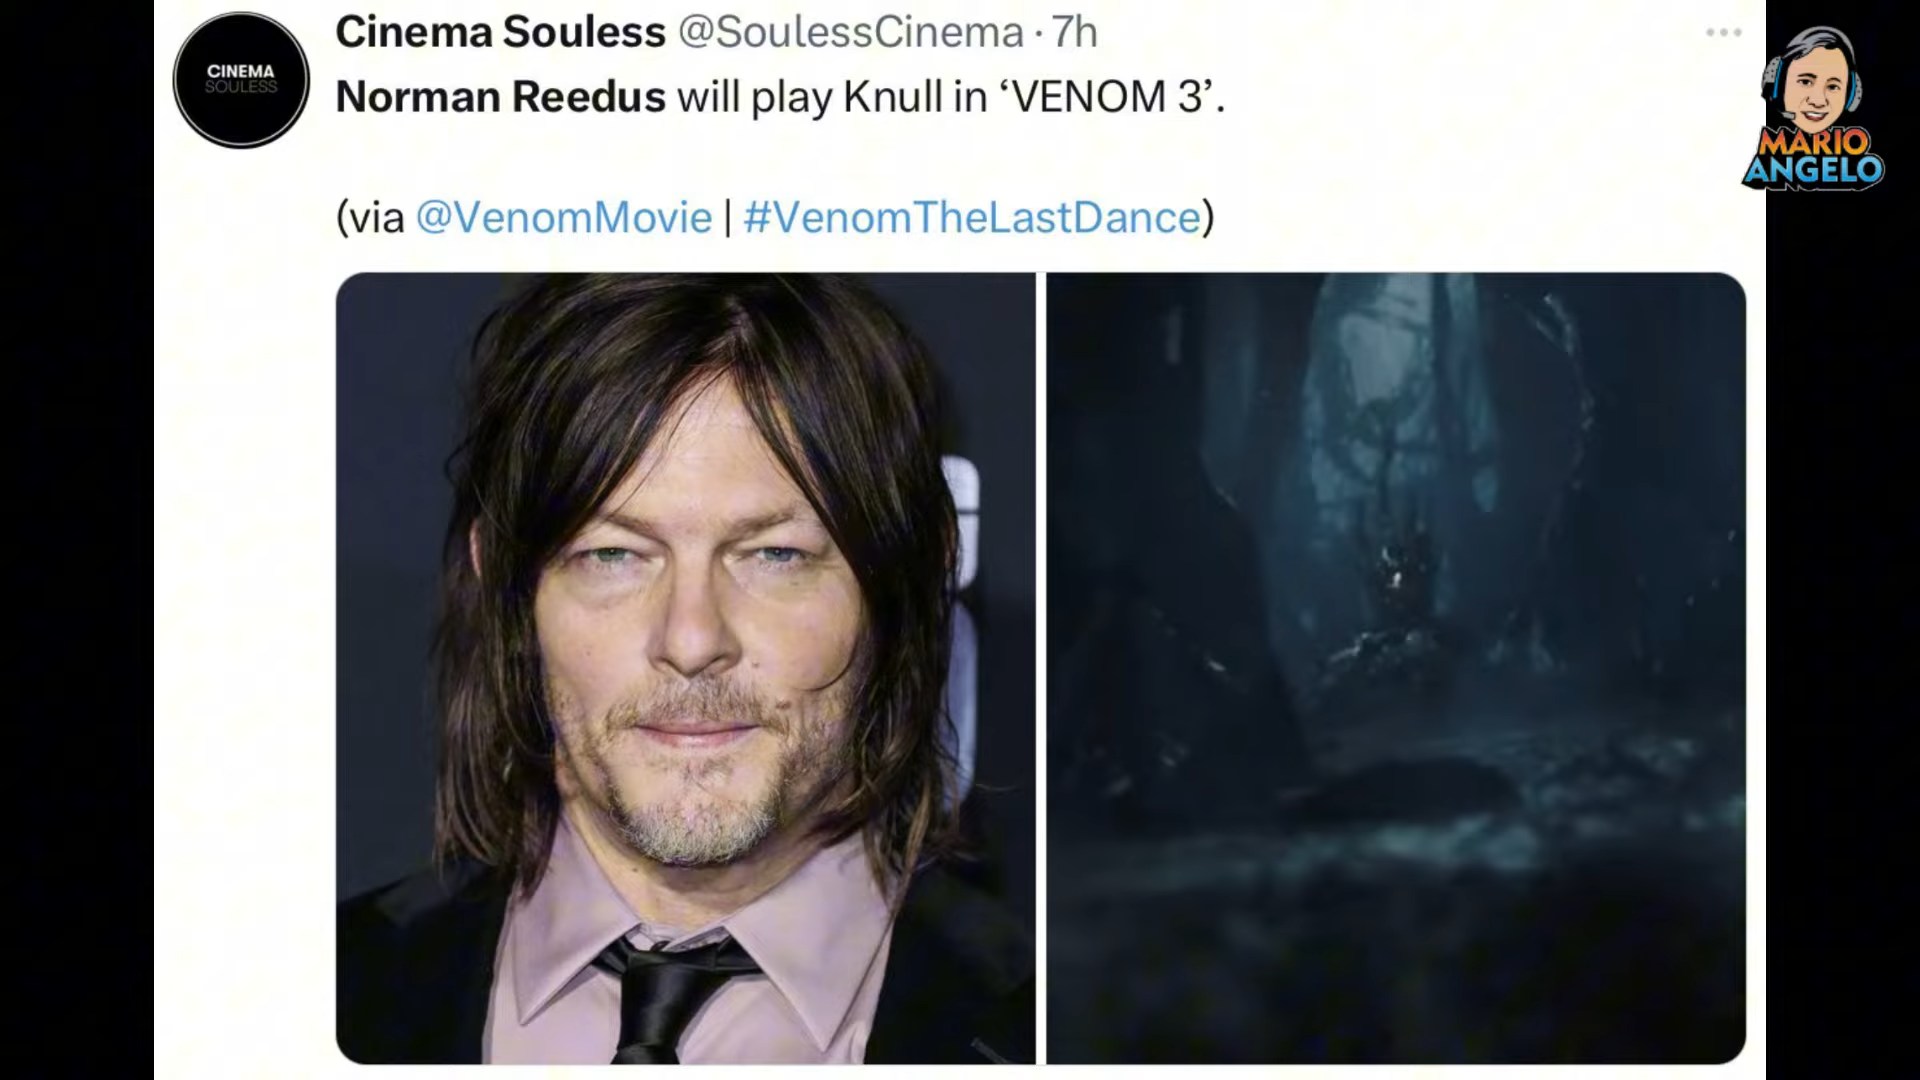 Cinema Souless @SoulessCinema · 7h
CINEMA
SOULESS
Norman Reedus will play Knull in ‘VENOM 3’.
(via @VenomMovie | #VenomTheLastDance)
MARIO
ANGELO